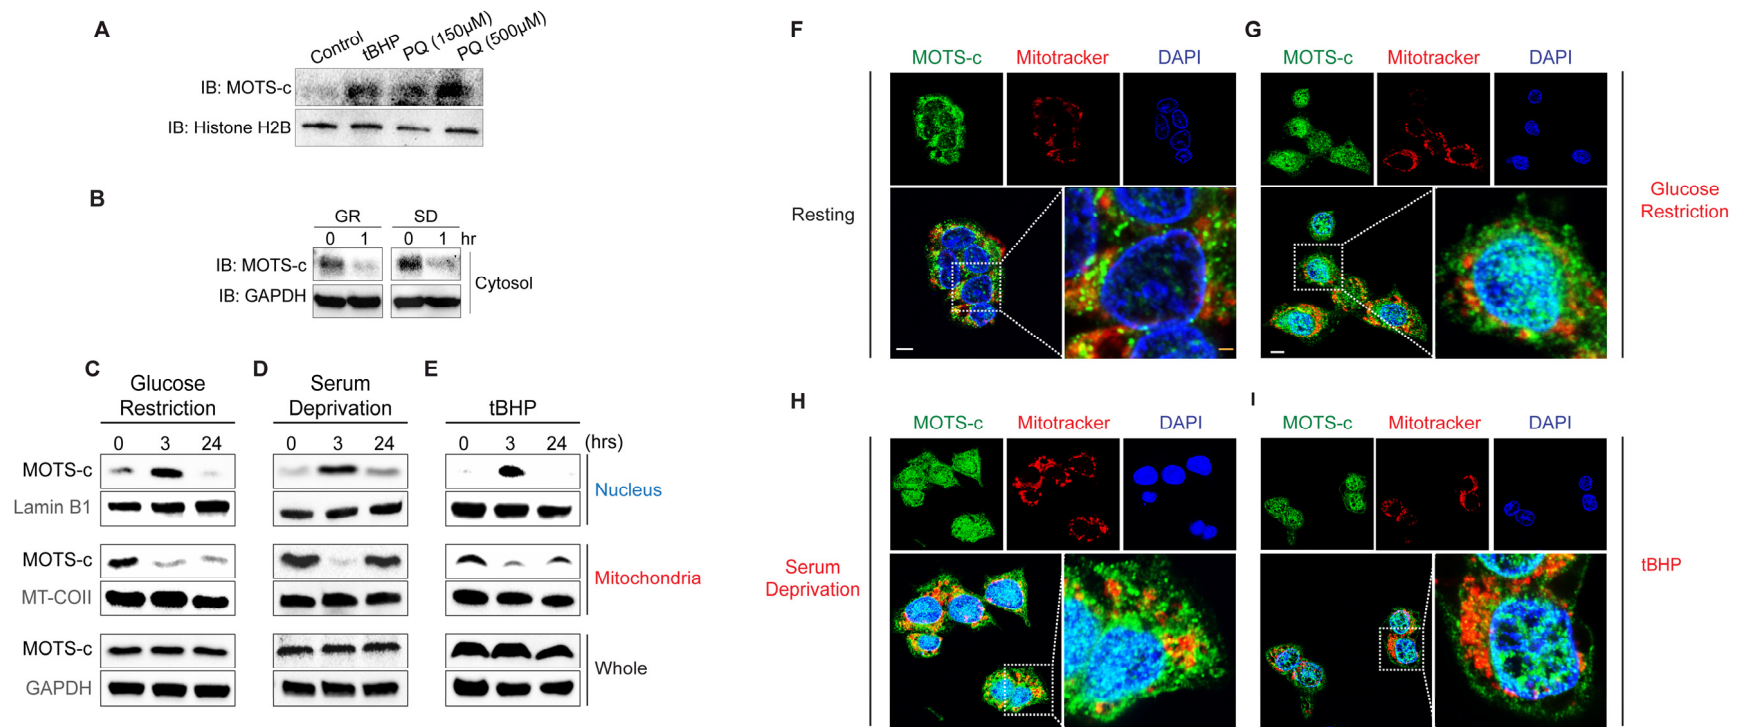 A
Control
tBHP
PQ (150µM)
PQ (500µM)
IB: MOTS-c
IB: Histone H2B
B
GR SD
0 1 0 1 hr
IB: MOTS-c
IB: GAPDH
Cytosol
C
Glucose
Restriction
0 3 24
D
Serum
Deprivation
0 3 24
E
tBHP
0 3 24 (hrs)
MOTS-c
Lamin B1
Nucleus
MOTS-c
MT-COII
Mitochondria
MOTS-c
GAPDH
Whole
F
MOTS-c Mitotracker DAPI
Resting
G
MOTS-c Mitotracker DAPI
Glucose
Restriction
H
MOTS-c Mitotracker DAPI
Serum
Deprivation
I
MOTS-c Mitotracker DAPI
tBHP